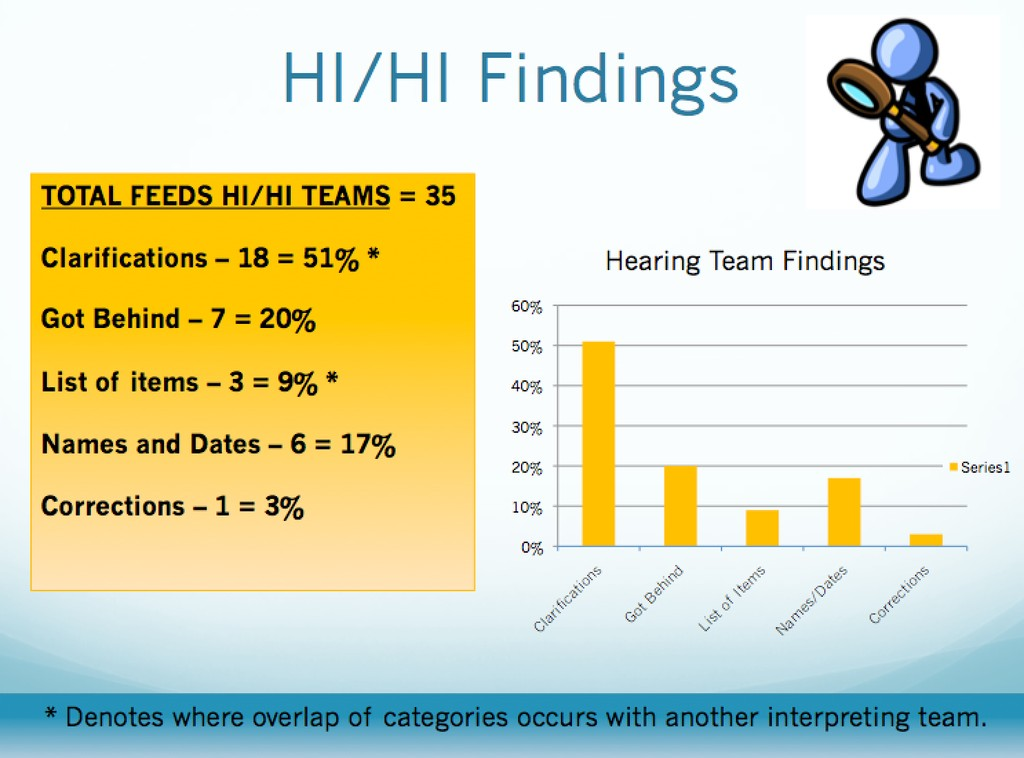 HI/HI Findings
TOTAL FEEDS HI/HI TEAMS = 35
Clarifications – 18 = 51% *
Got Behind – 7 = 20%
List of items – 3 = 9% *
Names and Dates – 6 = 17%
Corrections – 1 = 3%
Hearing Team Findings
60%
50%
40%
30%
20%
10%
0%
Series1
Clarifications
Got Behind
List of Items
Names/Dates
Corrections
* Denotes where overlap of categories occurs with another interpreting team.